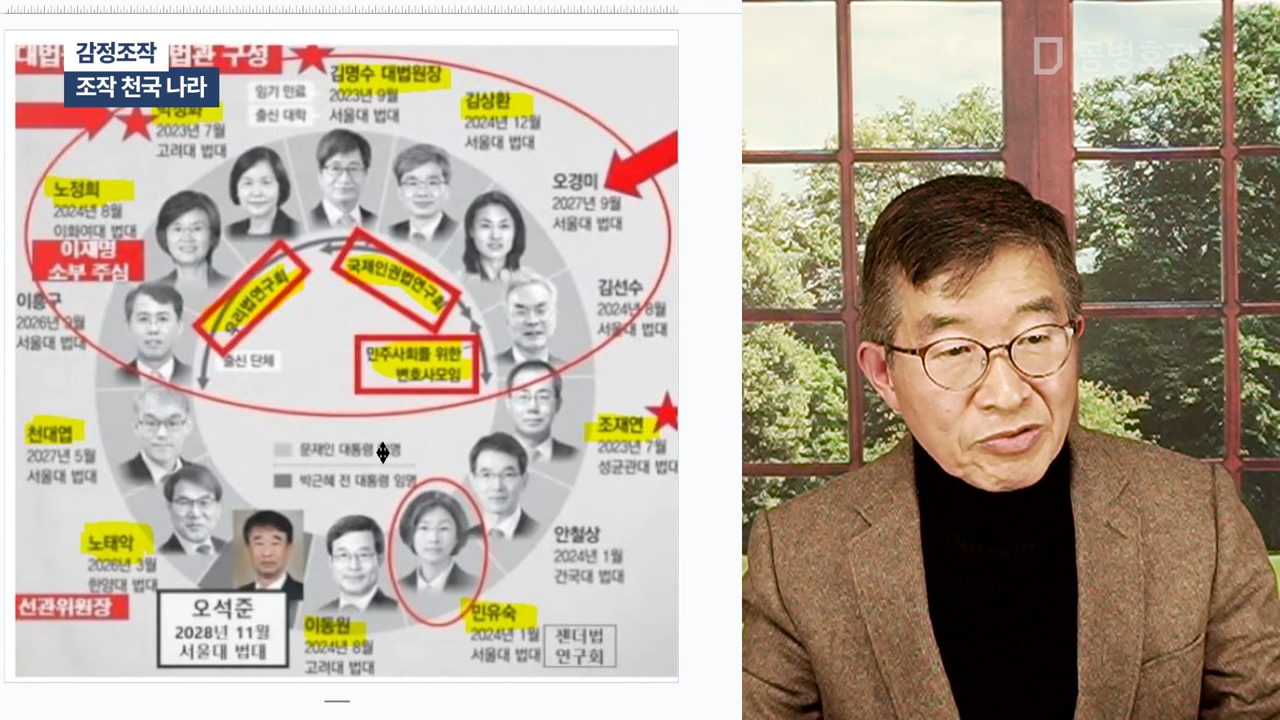 감정조작
조작 천국 나라
대법
법관 구성
김명수 대법원장
2023년 9월
서울대 법대
임기 만료
출신 대학
김상환
2024년 12월
서울대 법대
박정화
2023년 7월
고려대 법대
오경미
2027년 9월
서울대 법대
노정희
2024년 8월
이화여대 법대
이재명
소부 주심
우리법연구회
국제인권법연구회
김선수
2024년 8월
서울대 법대
이흥구
2026년 9월
서울대 법대
출신 단체
민주사회를 위한
변호사모임
조재연
2023년 7월
성균관대 법대
천대엽
2027년 5월
서울대 법대
문재인 대통령
명
박근혜 전 대통령 임명
안철상
2024년 1월
건국대 법대
노태악
2026년 3월
한양대 법대
선관위원장
오석준
2028년 11월
서울대 법대
이동원
2024년 8월
고려대 법대
민유숙
2024년 1월
서울대 법대
젠더법
연구회
공병호